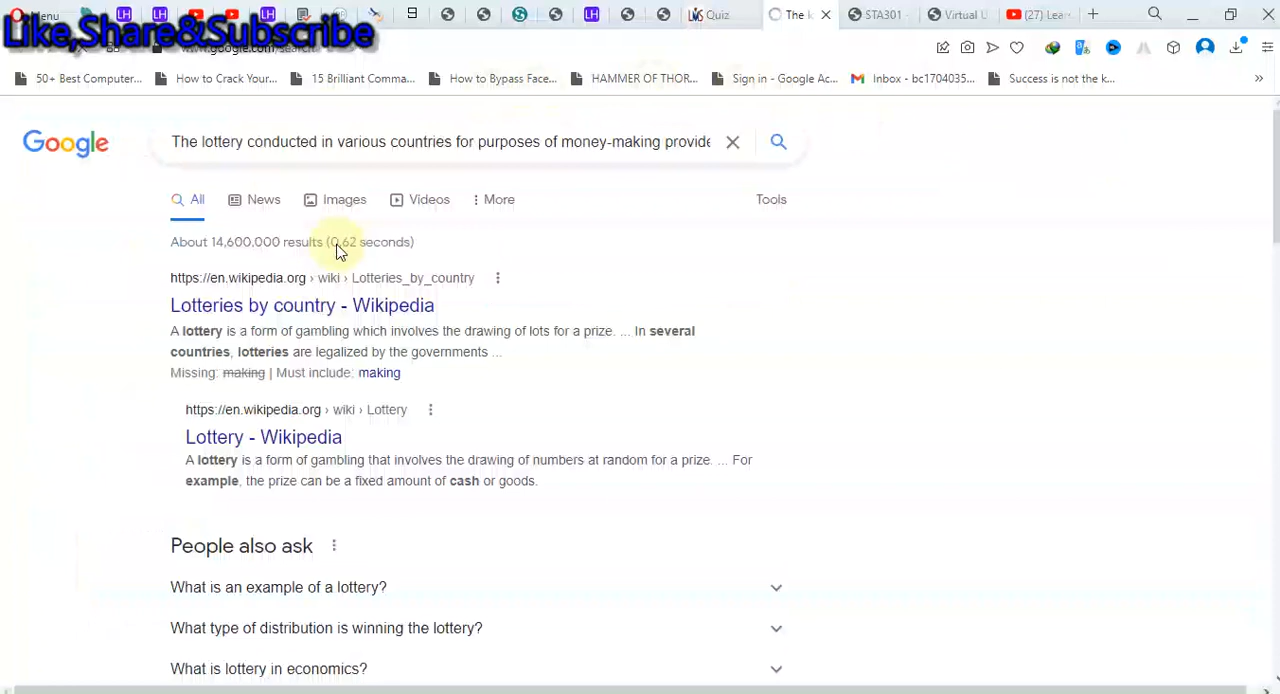 Menu
Quiz
The l
STA301
Virtual U
(27) Lear
Like,Share&Subscribe
www.google.com/search
50+ Best Computer...
How to Crack Your...
15 Brilliant Comma...
How to Bypass Face...
HAMMER OF THOR...
Sign in - Google Ac...
Inbox - bc1704035...
Success is not the k...
Google
The lottery conducted in various countries for purposes of money-making provide
All
News
Images
Videos
More
Tools
About 14,600,000 results (0.62 seconds)
https://en.wikipedia.org › wiki › Lotteries_by_country
Lotteries by country - Wikipedia
A lottery is a form of gambling which involves the drawing of lots for a prize. ... In several
countries, lotteries are legalized by the governments ...
Missing: making | Must include: making
https://en.wikipedia.org › wiki › Lottery
Lottery - Wikipedia
A lottery is a form of gambling that involves the drawing of numbers at random for a prize. ... For
example, the prize can be a fixed amount of cash or goods.
People also ask
What is an example of a lottery?
What type of distribution is winning the lottery?
What is lottery in economics?